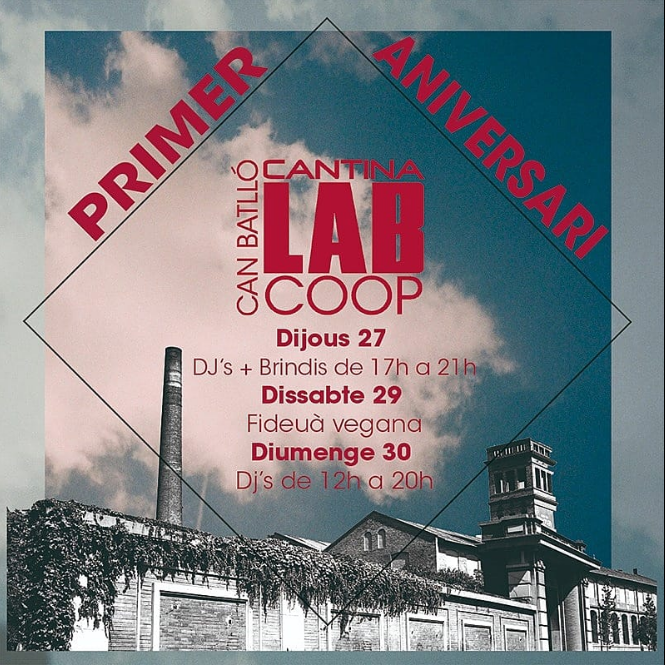 PRIMER
ANIVERSARI
CAN BATLLÓ
CANTINA
LAB
COOP
Dijous 27
DJ's + Brindis de 17h a 21h
Dissabte 29
Fideuà vegana
Diumenge 30
Dj's de 12h a 20h